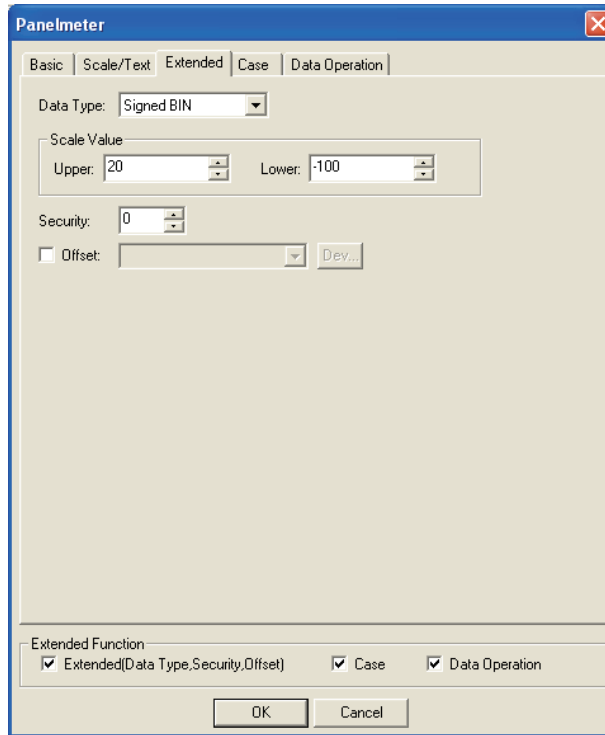 Panelmeter
Basic Scale/Text Extended Case Data Operation
Data Type: Signed BIN
Scale Value
Upper: 20 Lower: -100
Security: 0
Offset: Dev...
Extended Function
Extended(Data Type,Security,Offset) Case Data Operation
OK Cancel